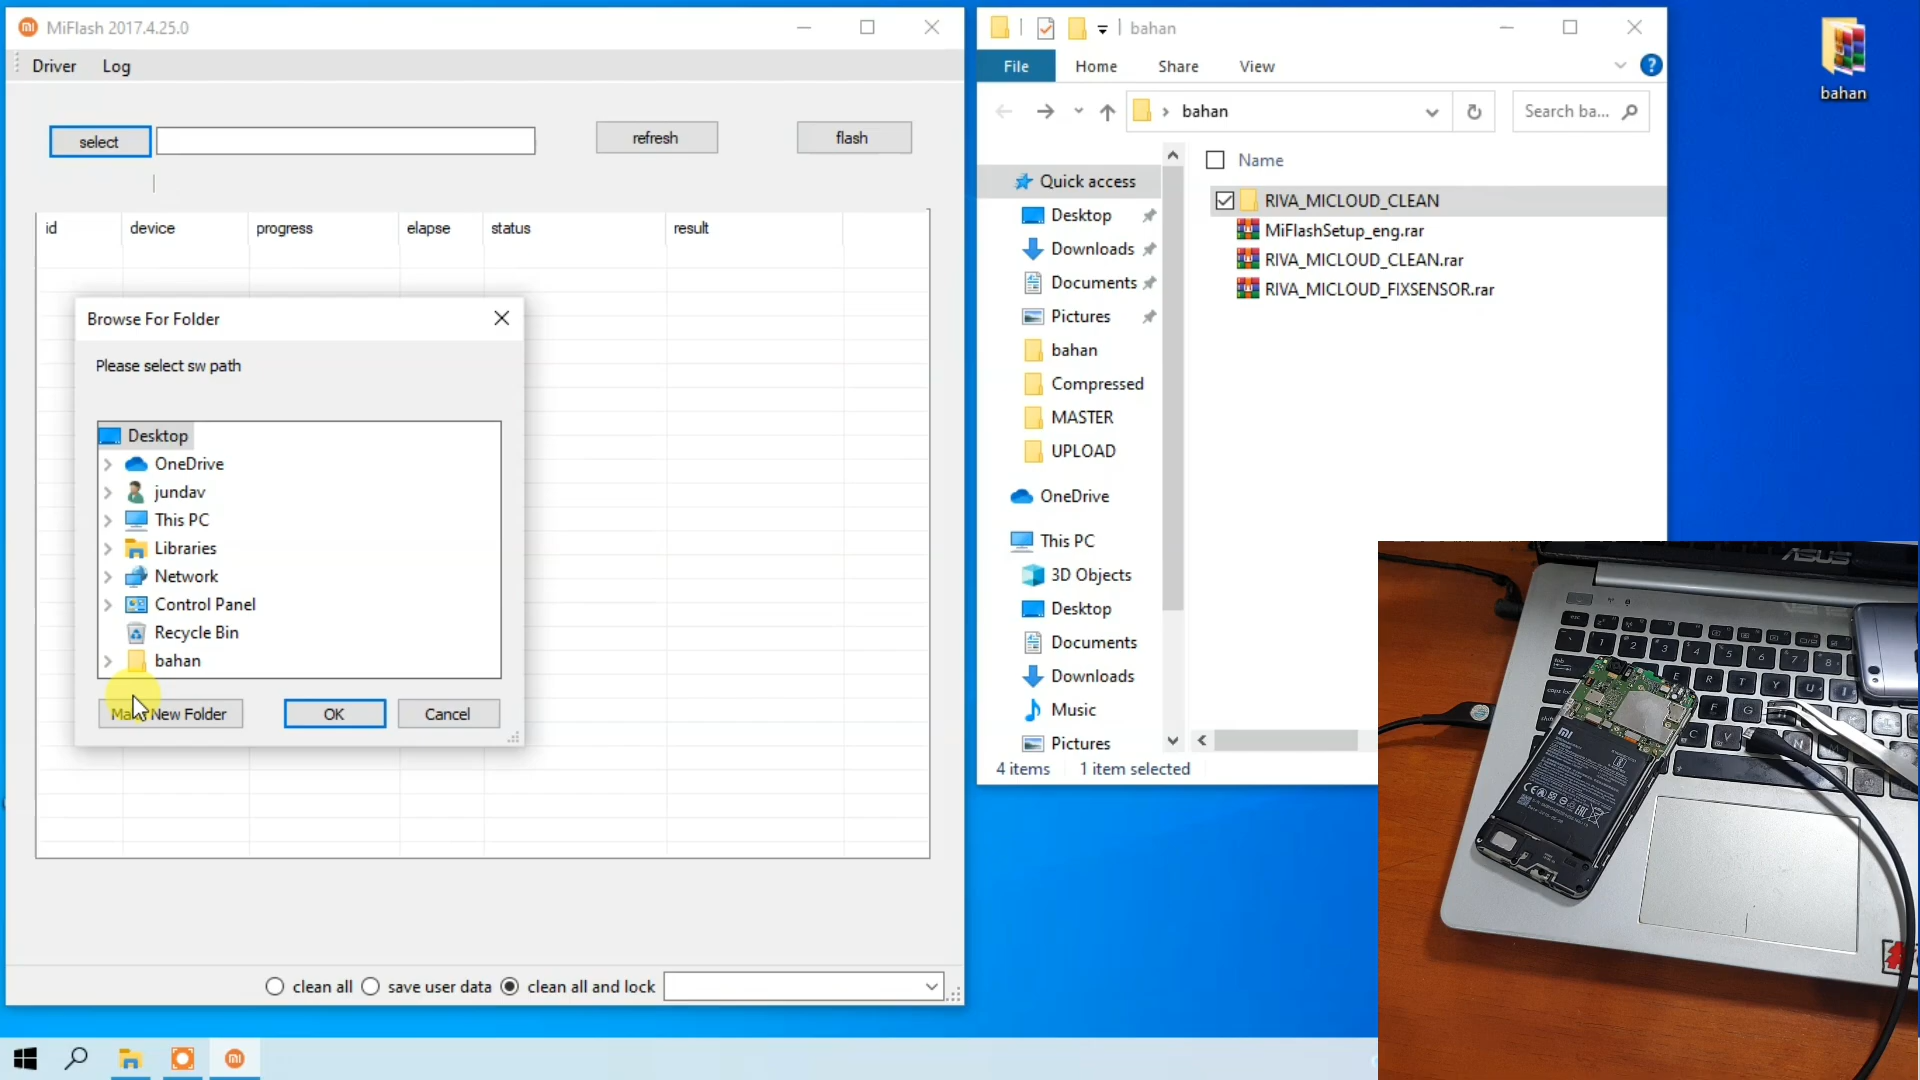 MiFlash 2017.4.25.0
Driver
Log
select
refresh
flash
id
device
progress
elapse
status
result
Browse For Folder
Please select sw path
Desktop
OneDrive
jundav
This PC
Libraries
Network
Control Panel
Recycle Bin
bahan
New Folder
OK
Cancel
clean all
save user data
clean all and lock
bahan
File
Home
Share
View
bahan
Search ba...
Quick access
Desktop
Downloads
Documents
Pictures
bahan
Compressed
MASTER
UPLOAD
OneDrive
This PC
3D Objects
Desktop
Documents
Downloads
Music
Pictures
Name
RIVA_MICLOUD_CLEAN
MiFlashSetup_eng.rar
RIVA_MICLOUD_CLEAN.rar
RIVA_MICLOUD_FIXSENSOR.rar
4 items
1 item selected
bahan
ASUS